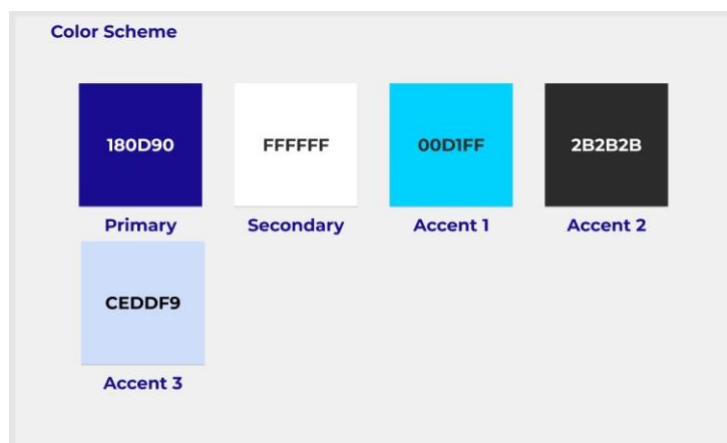 Color Scheme
180D90
FFFFFF
00D1FF
2B2B2B
Primary
Secondary
Accent 1
Accent 2
CEDDF9
Accent 3